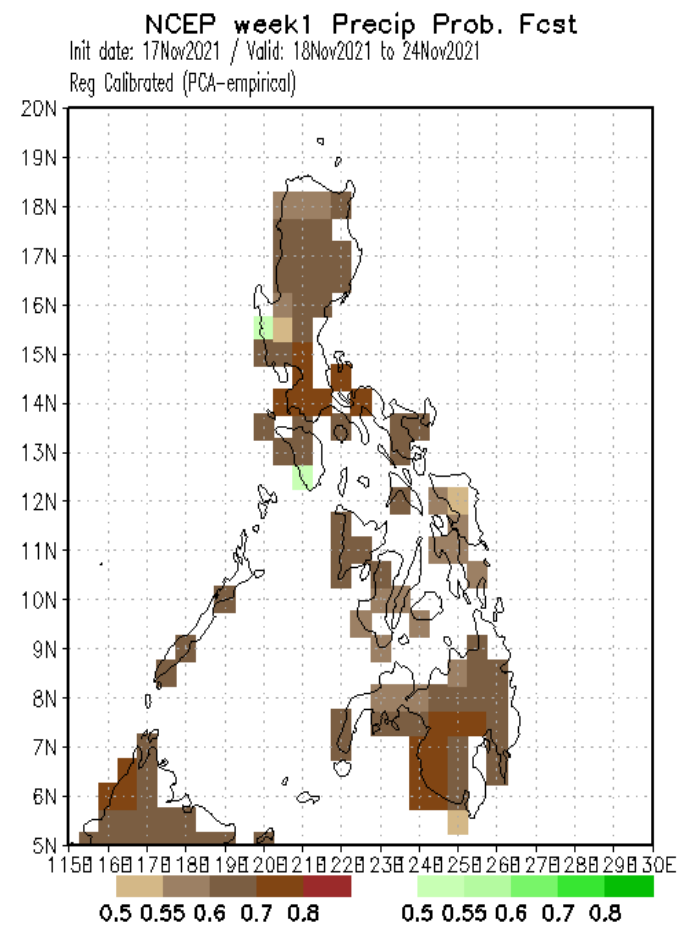 NCEP week1 Precip Prob. Fcst
Init date: 17Nov2021 / Valid: 18Nov2021 to 24Nov2021
Reg Calibrated (PCA-empirical)
20N
19N
18N
17N
16N
15N
14N
13N
12N
11N
10N
9N
8N
7N
6N
5N
115E 116E 117E 118E 119E 120E 121E 122E 123E 124E 125E 126E 127E 128E 129E 130E
0.5 0.55 0.6 0.7 0.8 0.5 0.55 0.6 0.7 0.8